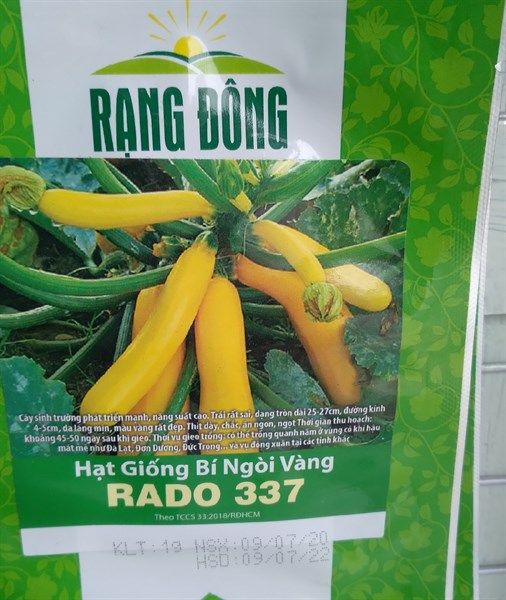 RẠNG ĐÔNG
Cây sinh trưởng phát triển mạnh, năng suất cao. Trái rất sai, dạng tròn dài 25-27cm, đường kính
4-5cm, da láng mịn, màu vàng rất đẹp. Thịt dày, chắc, ăn ngon, ngọt Thời gian thu hoạch:
khoảng 45-50 ngày sau khi gieo. Thời vụ gieo trồng: có thể trồng quanh năm ở vùng có khí hậu
mát mẻ như Đà Lạt, Đơn Dương, Đức Trọng... và vụ đông xuân tại các tỉnh khác
Hạt Giống Bí Ngòi Vàng
RADO 337
Theo TCCS 33:2018/RĐHCM
KLT: 1g NSX: 09/07/20
HSD: 09/07/22